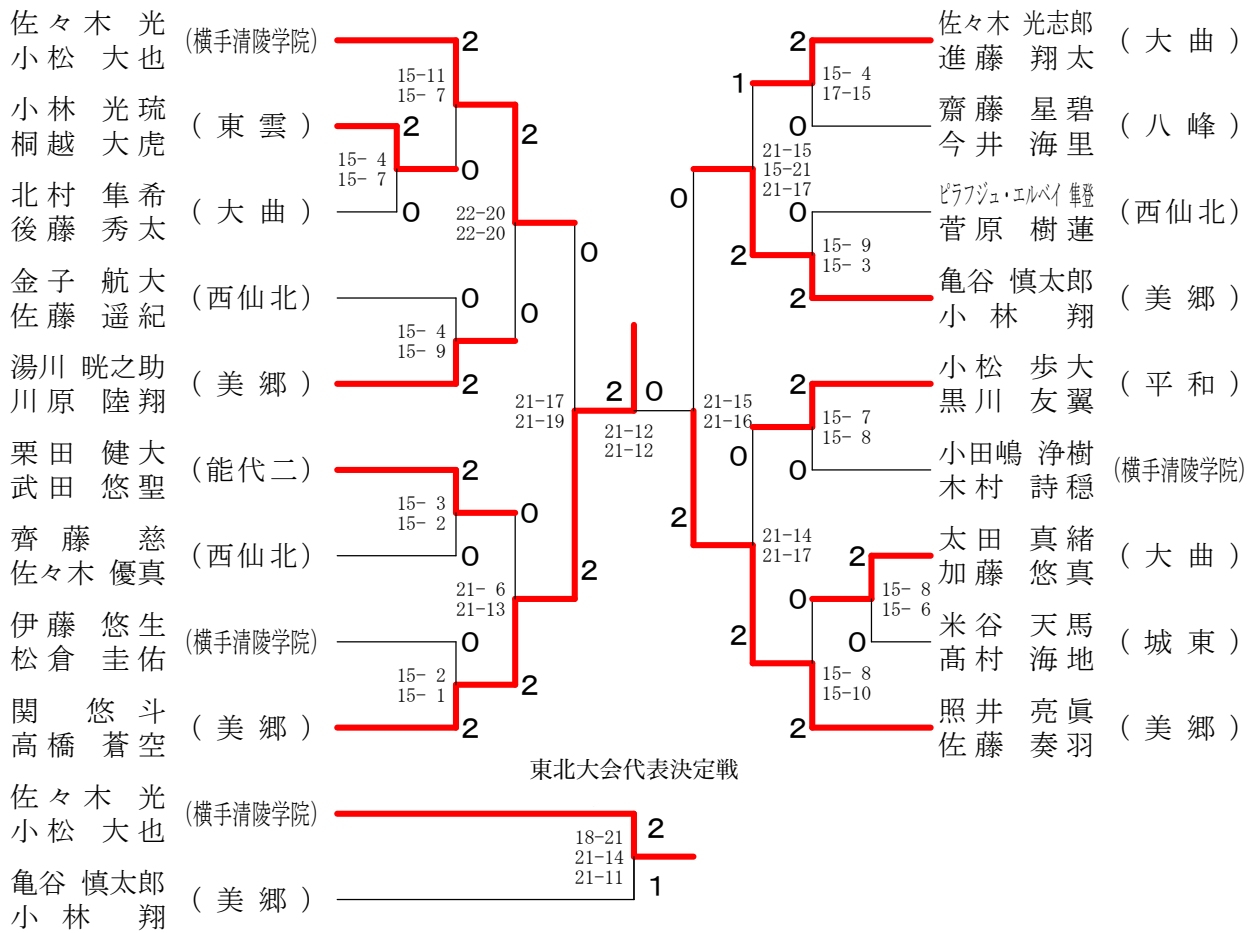 佐々木 光
小松 大也
(横手清陵学院)
2
15-11
15- 7
小林 光琉
桐越 大虎
(東雲)
2
0
15- 4
15- 7
北村 隼希
後藤 秀太
(大曲)
0
2
22-20
22-20
0
金子 航大
佐藤 遥紀
(西仙北)
0
0
15- 4
15- 9
湯川 晄之助
川原 陸翔
(美郷)
2
21-17
21-19
栗田 健大
武田 悠聖
(能代二)
2
0
15- 3
15- 2
齊藤 慈
佐々木 優真
(西仙北)
0
21- 6
21-13
2
伊藤 悠生
松倉 圭佑
(横手清陵学院)
0
15- 2
15- 1
2
関 悠斗
高橋 蒼空
(美郷)
2
2
0
21-12
21-12
佐々木 光志郎
進藤 翔太
(大曲)
2
1
15- 4
17-15
齋藤 星碧
今井 海里
(八峰)
0
21-15
15-21
21-17
0
ピラフジュ・エルベイ 隼登
菅原 樹蓮
(西仙北)
0
2
15- 9
15- 3
亀谷 慎太郎
小林 翔
(美郷)
2
21-15
21-16
小松 歩大
黒川 友翼
(平和)
2
15- 7
15- 8
0
小田嶋 浄樹
木村 詩穏
(横手清陵学院)
0
2
21-14
21-17
太田 真緒
加藤 悠真
(大曲)
2
0
15- 8
15- 6
米谷 天馬
髙村 海地
(城東)
0
2
15- 8
15-10
照井 亮眞
佐藤 奏羽
(美郷)
2
東北大会代表決定戦
佐々木 光
小松 大也
(横手清陵学院)
2
18-21
21-14
21-11
1
亀谷 慎太郎
小林 翔
(美郷)